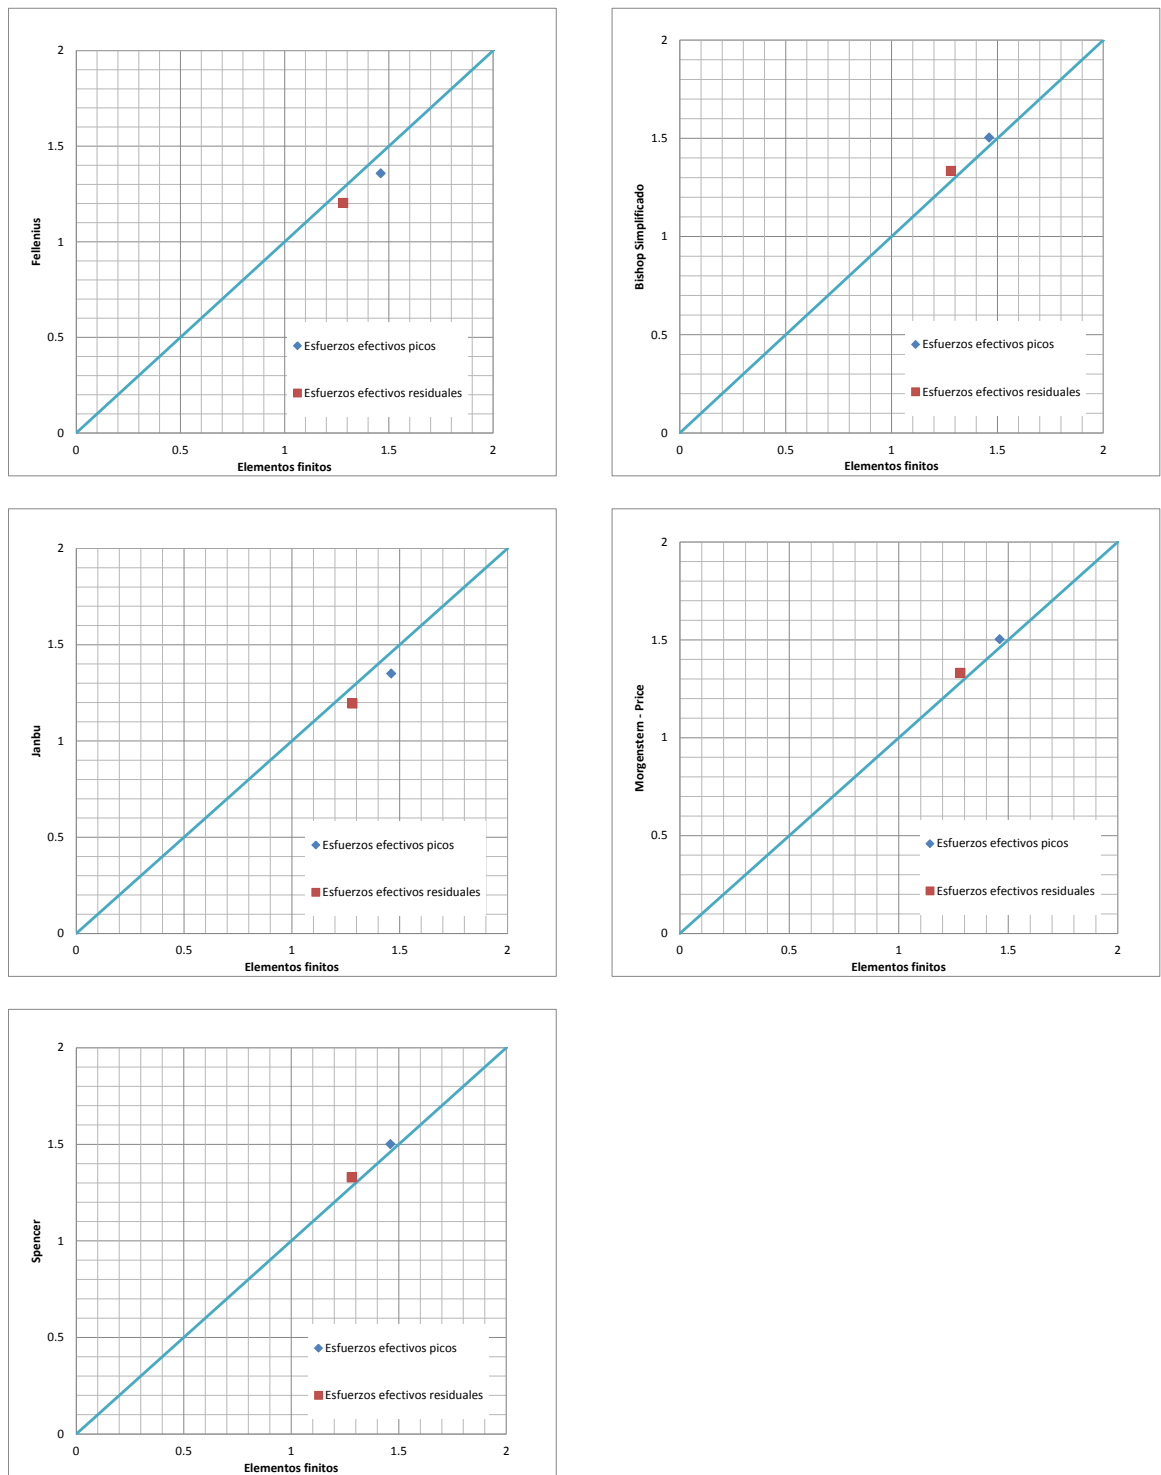 2
1.5
1
0.5
0
Fellenius
Esfuerzos efectivos picos
Esfuerzos efectivos residuales
0 0.5 1 1.5 2
Elementos finitos
2
1.5
1
0.5
0
Bishop Simplificado
Esfuerzos efectivos picos
Esfuerzos efectivos residuales
0 0.5 1 1.5 2
Elementos finitos
2
1.5
1
0.5
0
Janbu
Esfuerzos efectivos picos
Esfuerzos efectivos residuales
0 0.5 1 1.5 2
Elementos finitos
2
1.5
1
0.5
0
Morgenstern - Price
Esfuerzos efectivos picos
Esfuerzos efectivos residuales
0 0.5 1 1.5 2
Elementos finitos
2
1.5
1
0.5
0
Spencer
Esfuerzos efectivos picos
Esfuerzos efectivos residuales
0 0.5 1 1.5 2
Elementos finitos